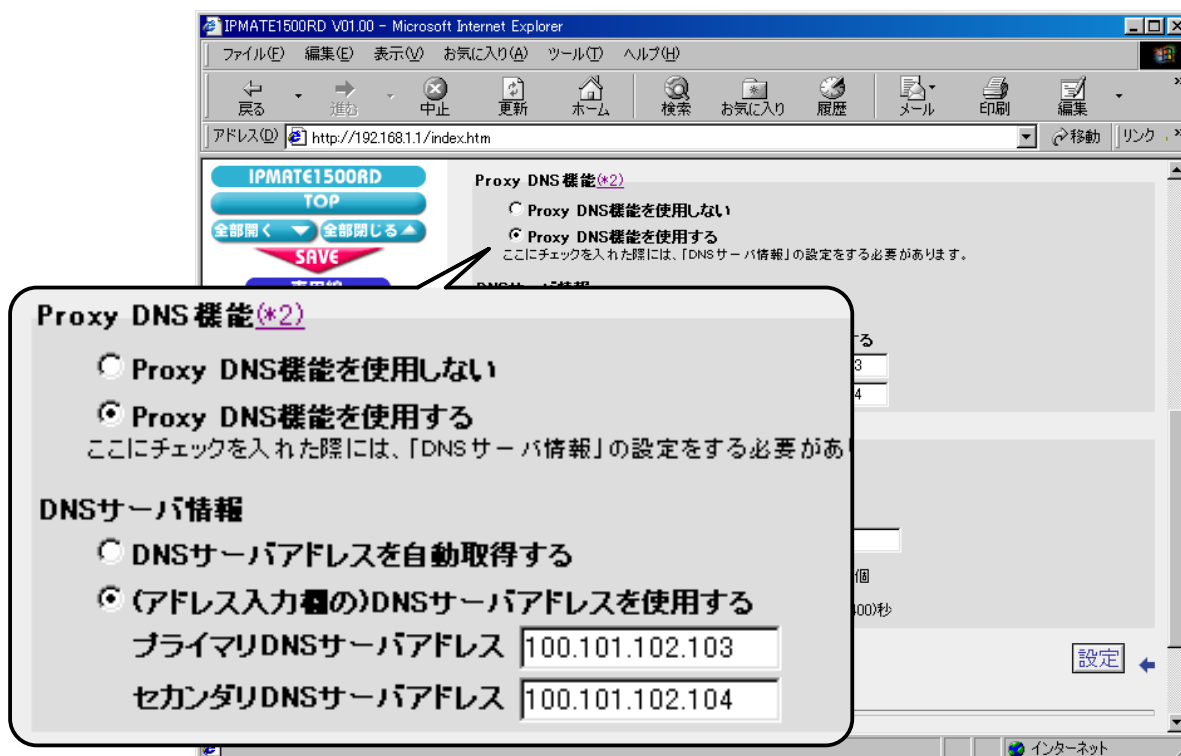 IPMATE1500RD V01.00 - Microsoft Internet Explorer
ファイル(F) 編集(E) 表示(V) お気に入り(A) ツール(T) ヘルプ(H)
戻る 進む 中止 更新 ホーム 検索 お気に入り 履歴 メール 印刷 編集
アドレス(D) http://192.168.1.1/index.htm 移動 リンク
IPMATE1500RD
TOP
全部開く 全部閉じる
SAVE
専用線
Proxy DNS機能(*2)
Proxy DNS機能を使用しない
Proxy DNS機能を使用する
ここにチェックを入れた際には、「DNSサーバ情報」の設定をする必要があります。
DNSサーバ情報
する
3
4
個
400)秒
設定
インターネット
Proxy DNS機能(*2)
Proxy DNS機能を使用しない
Proxy DNS機能を使用する
ここにチェックを入れた際には、「DNSサーバ情報」の設定をする必要があ
DNSサーバ情報
DNSサーバアドレスを自動取得する
(アドレス入力欄の)DNSサーバアドレスを使用する
プライマリDNSサーバアドレス 100.101.102.103
セカンダリDNSサーバアドレス 100.101.102.104